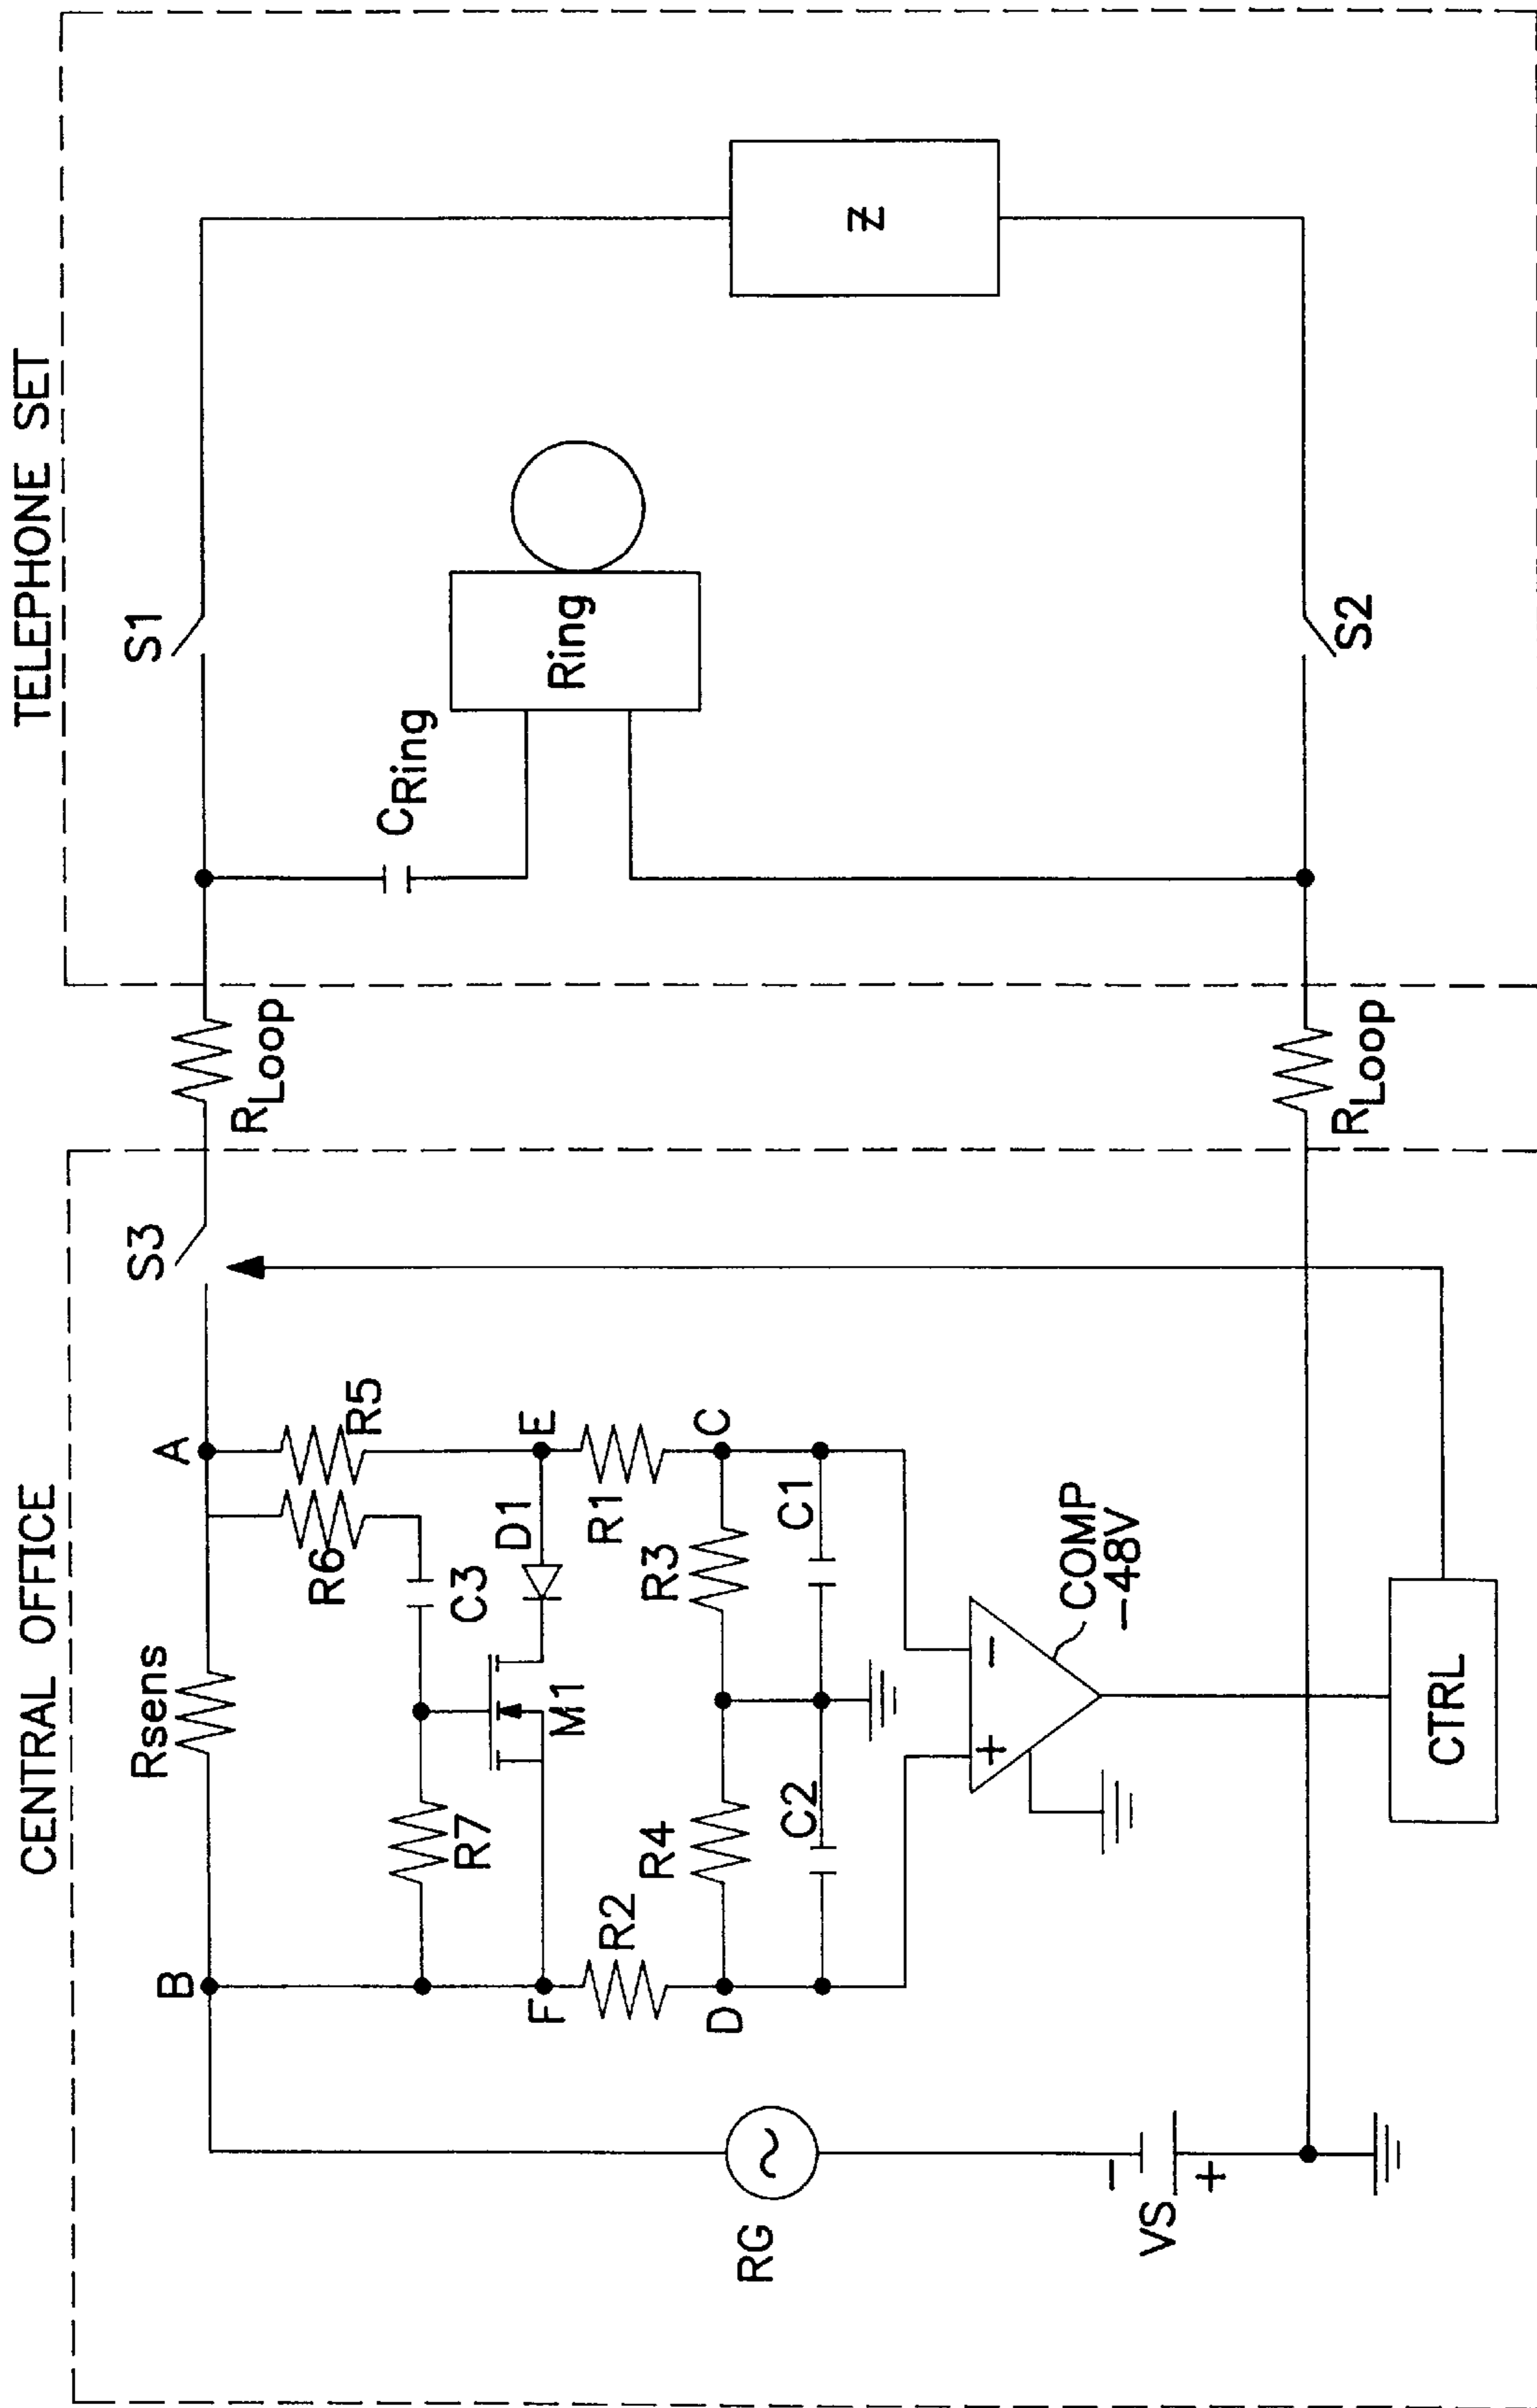 TELEPHONE SET
S1
CRing
Ring
Z
S2
RLoop
RLoop
CENTRAL OFFICE
S3
A
R5
R6
Rsens
B
C3
D1
E
M1
R7
F
R1
R2
C
R3
R4
D
C1
C2
−
+
COMP
−48V
CTRL
RG
~
−
VS
+